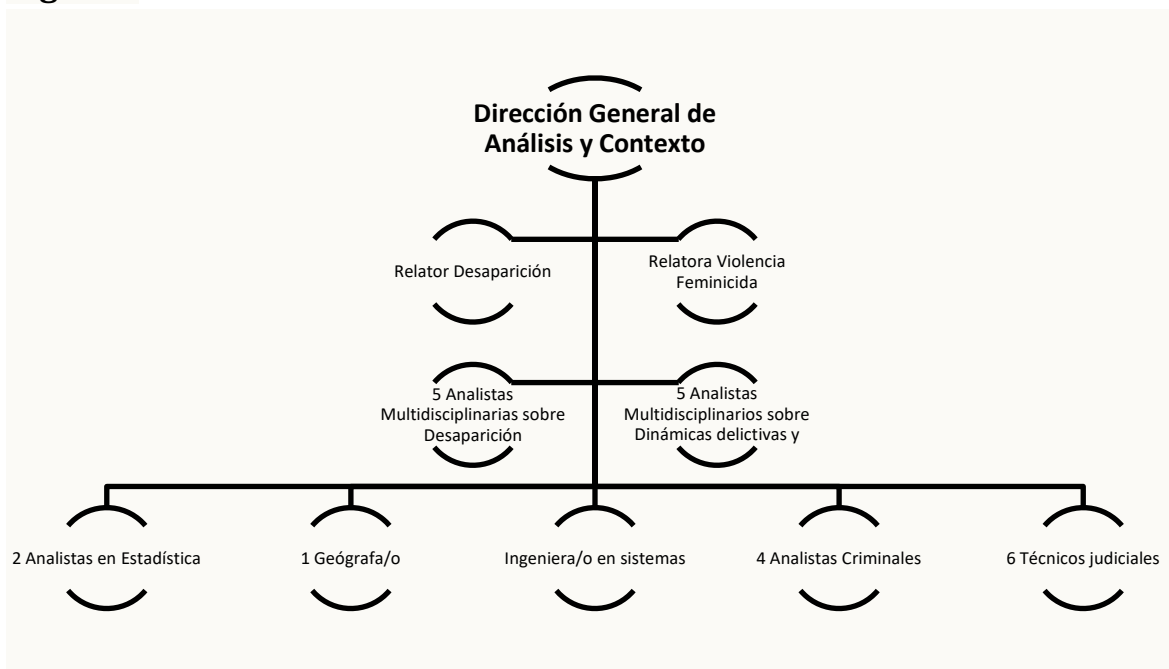 Dirección General de
Análisis y Contexto
Relator Desaparición
Relatora Violencia
Feminicida
5 Analistas
Multidisciplinarias sobre
Desaparición
5 Analistas
Multidisciplinarios sobre
Dinámicas delictivas y
2 Analistas en Estadística
1 Geógrafa/o
Ingeniera/o en sistemas
4 Analistas Criminales
6 Técnicos judiciales